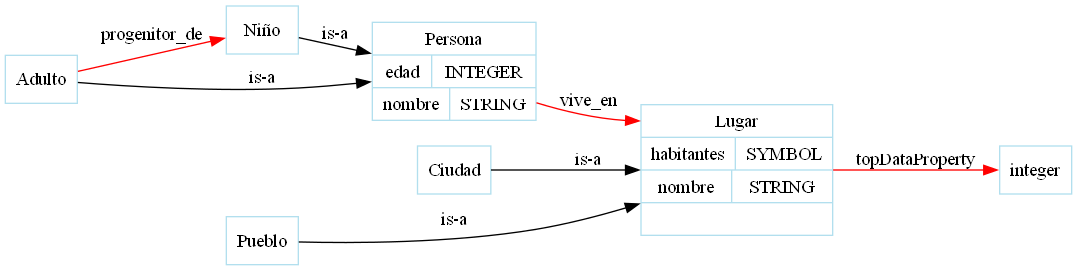 progenitor_de
Niño
is-a
Adulto
is-a
Persona
edad INTEGER
nombre STRING
vive_en
Lugar
habitantes SYMBOL
nombre STRING
Ciudad
is-a
topDataProperty
integer
Pueblo
is-a